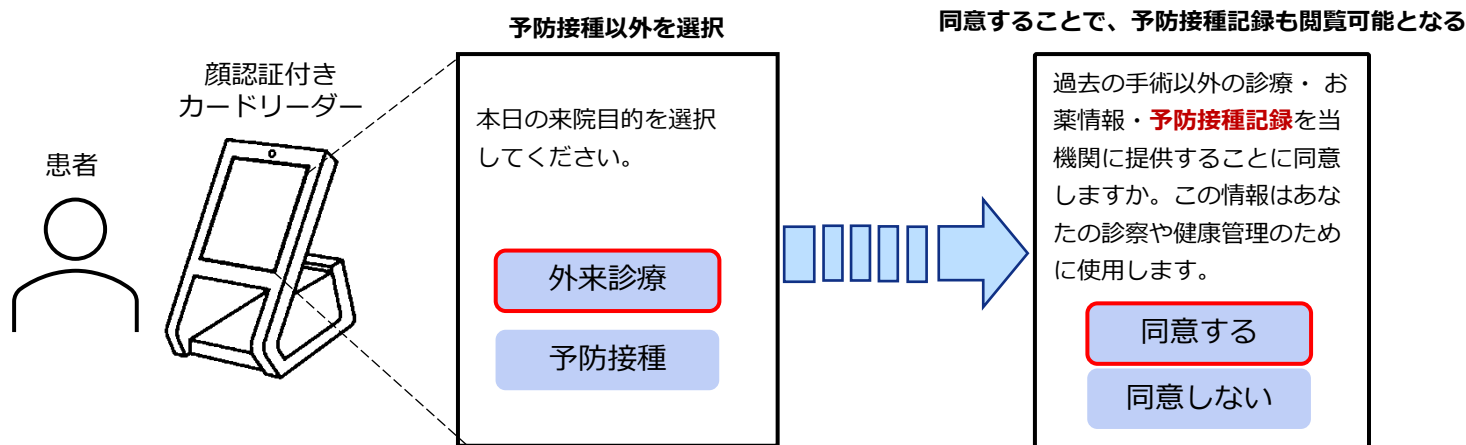 予防接種以外を選択
同意することで、予防接種記録も閲覧可能となる
顔認証付き
カードリーダー
患者
本日の来院目的を選択
してください。
外来診療
予防接種
過去の手術以外の診療・ お
薬情報・予防接種記録を当
機関に提供することに同意
しますか。この情報はあな
たの診察や健康管理のため
に使用します。
同意する
同意しない